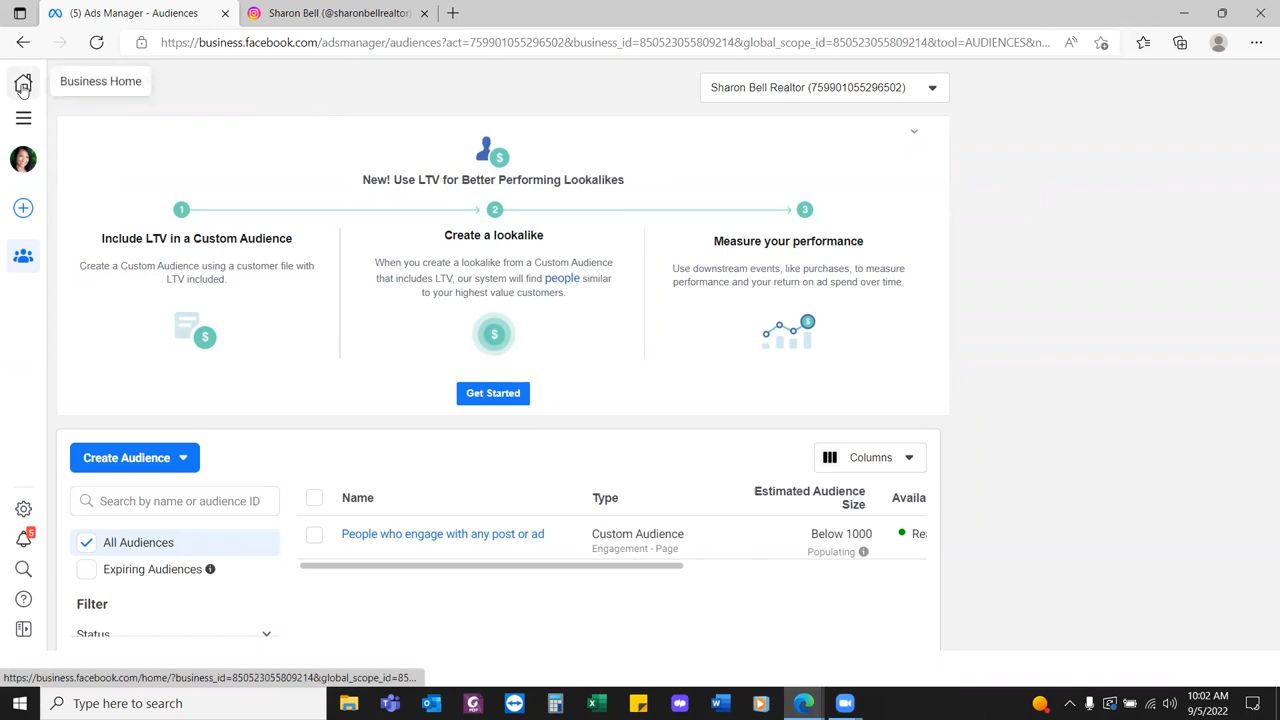 (5) Ads Manager - Audiences
Sharon Bell (@sharonbellrealtor)
https://business.facebook.com/adsmanager/audiences?act=759901055296502&business_id=850523055809214&global_scope_id=850523055809214&tool=AUDIENCES&n...
Business Home
Sharon Bell Realtor (759901055296502)
New! Use LTV for Better Performing Lookalikes
1
2
3
Include LTV in a Custom Audience
Create a Custom Audience using a customer file with
LTV included.
Create a lookalike
When you create a lookalike from a Custom Audience
that includes LTV, our system will find people similar
to your highest value customers.
Measure your performance
Use downstream events, like purchases, to measure
performance and your return on ad spend over time.
$
$
$
$
Get Started
Create Audience
Columns
Search by name or audience ID
Name
Type
Estimated Audience
Size
Availa
All Audiences
People who engage with any post or ad
Custom Audience
Engagement - Page
Below 1000
Populating
Rea
Expiring Audiences
Filter
Status
5
https://business.facebook.com/home/?business_id=850523055809214&global_scope_id=85...
Type here to search
10:02 AM
9/5/2022